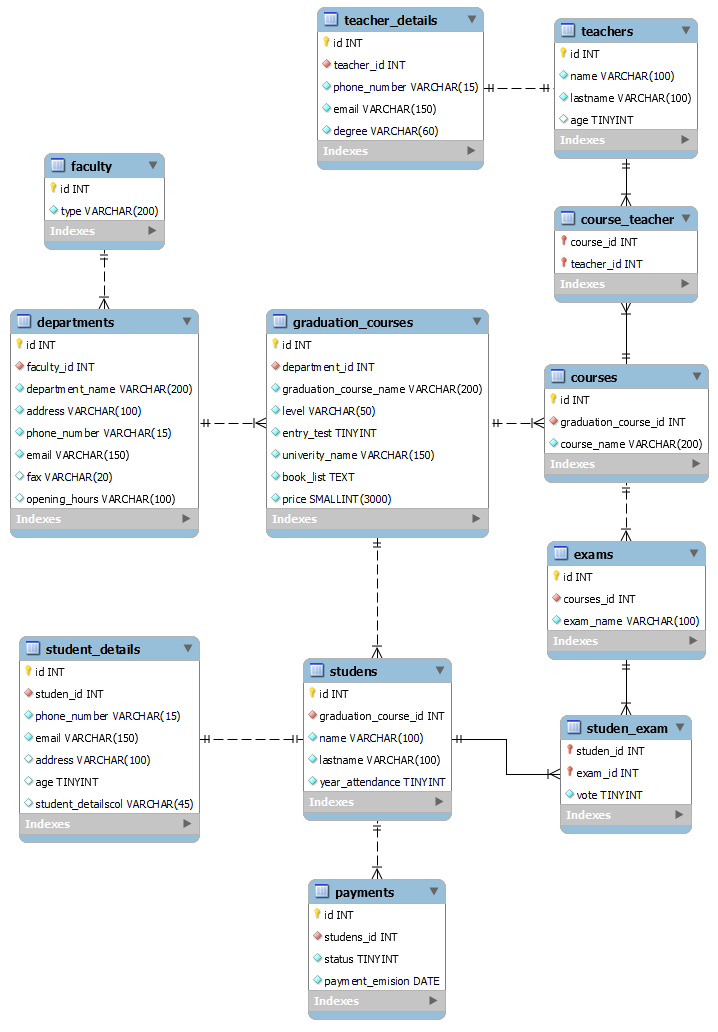 teacher_details
id INT
teacher_id INT
phone_number VARCHAR(15)
email VARCHAR(150)
degree VARCHAR(60)
Indexes
teachers
id INT
name VARCHAR(100)
lastname VARCHAR(100)
age TINYINT
Indexes
faculty
id INT
type VARCHAR(200)
Indexes
course_teacher
course_id INT
teacher_id INT
Indexes
departments
id INT
faculty_id INT
department_name VARCHAR(200)
address VARCHAR(100)
phone_number VARCHAR(15)
email VARCHAR(150)
fax VARCHAR(20)
opening_hours VARCHAR(100)
Indexes
graduation_courses
id INT
department_id INT
graduation_course_name VARCHAR(200)
level VARCHAR(50)
entry_test TINYINT
univerity_name VARCHAR(150)
book_list TEXT
price SMALLINT(3000)
Indexes
courses
id INT
graduation_course_id INT
course_name VARCHAR(200)
Indexes
exams
id INT
courses_id INT
exam_name VARCHAR(100)
Indexes
student_details
id INT
studen_id INT
phone_number VARCHAR(15)
email VARCHAR(150)
address VARCHAR(100)
age TINYINT
student_detailscol VARCHAR(45)
Indexes
studens
id INT
graduation_course_id INT
name VARCHAR(100)
lastname VARCHAR(100)
year_attendance TINYINT
Indexes
studen_exam
studen_id INT
exam_id INT
vote TINYINT
Indexes
payments
id INT
studens_id INT
status TINYINT
payment_emision DATE
Indexes